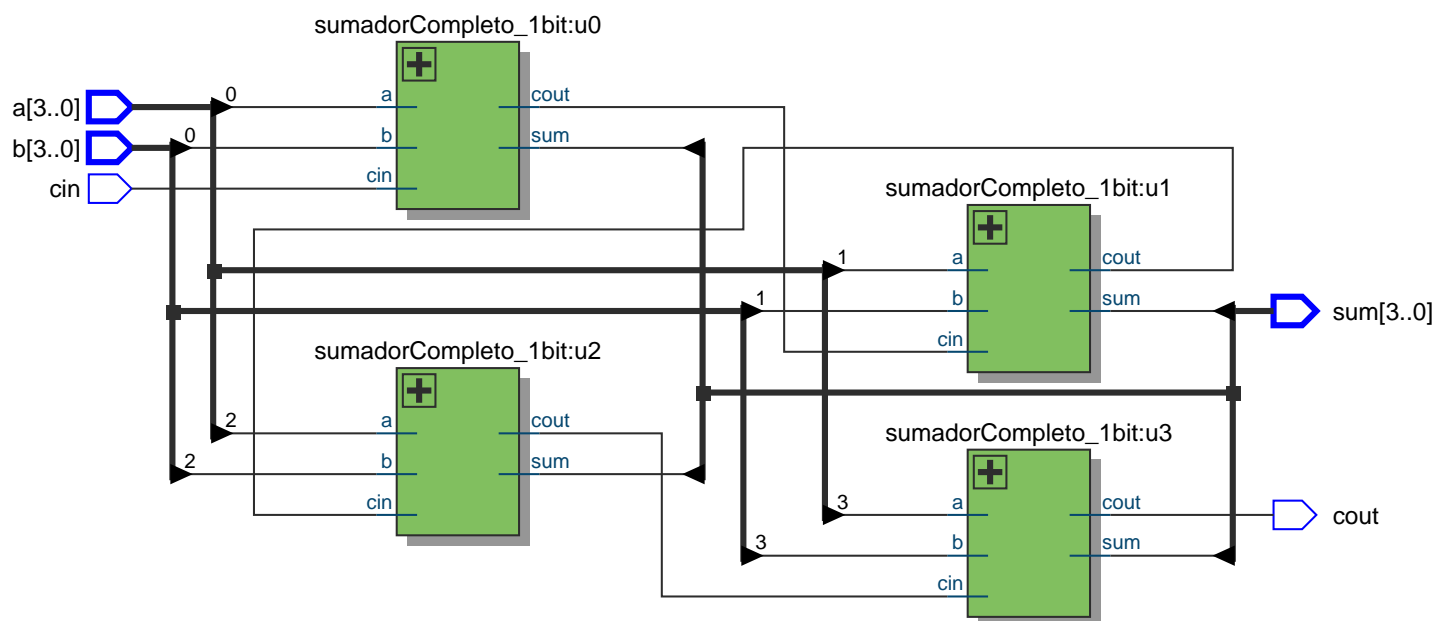 sumadorCompleto_1bit:u0
a[3..0]
0
a
cout
b[3..0]
0
b
sum
cin
cin
sumadorCompleto_1bit:u1
1
a
cout
1
b
sum
sum[3..0]
cin
sumadorCompleto_1bit:u2
2
a
cout
2
b
sum
cin
sumadorCompleto_1bit:u3
3
a
cout
cout
3
b
sum
cin